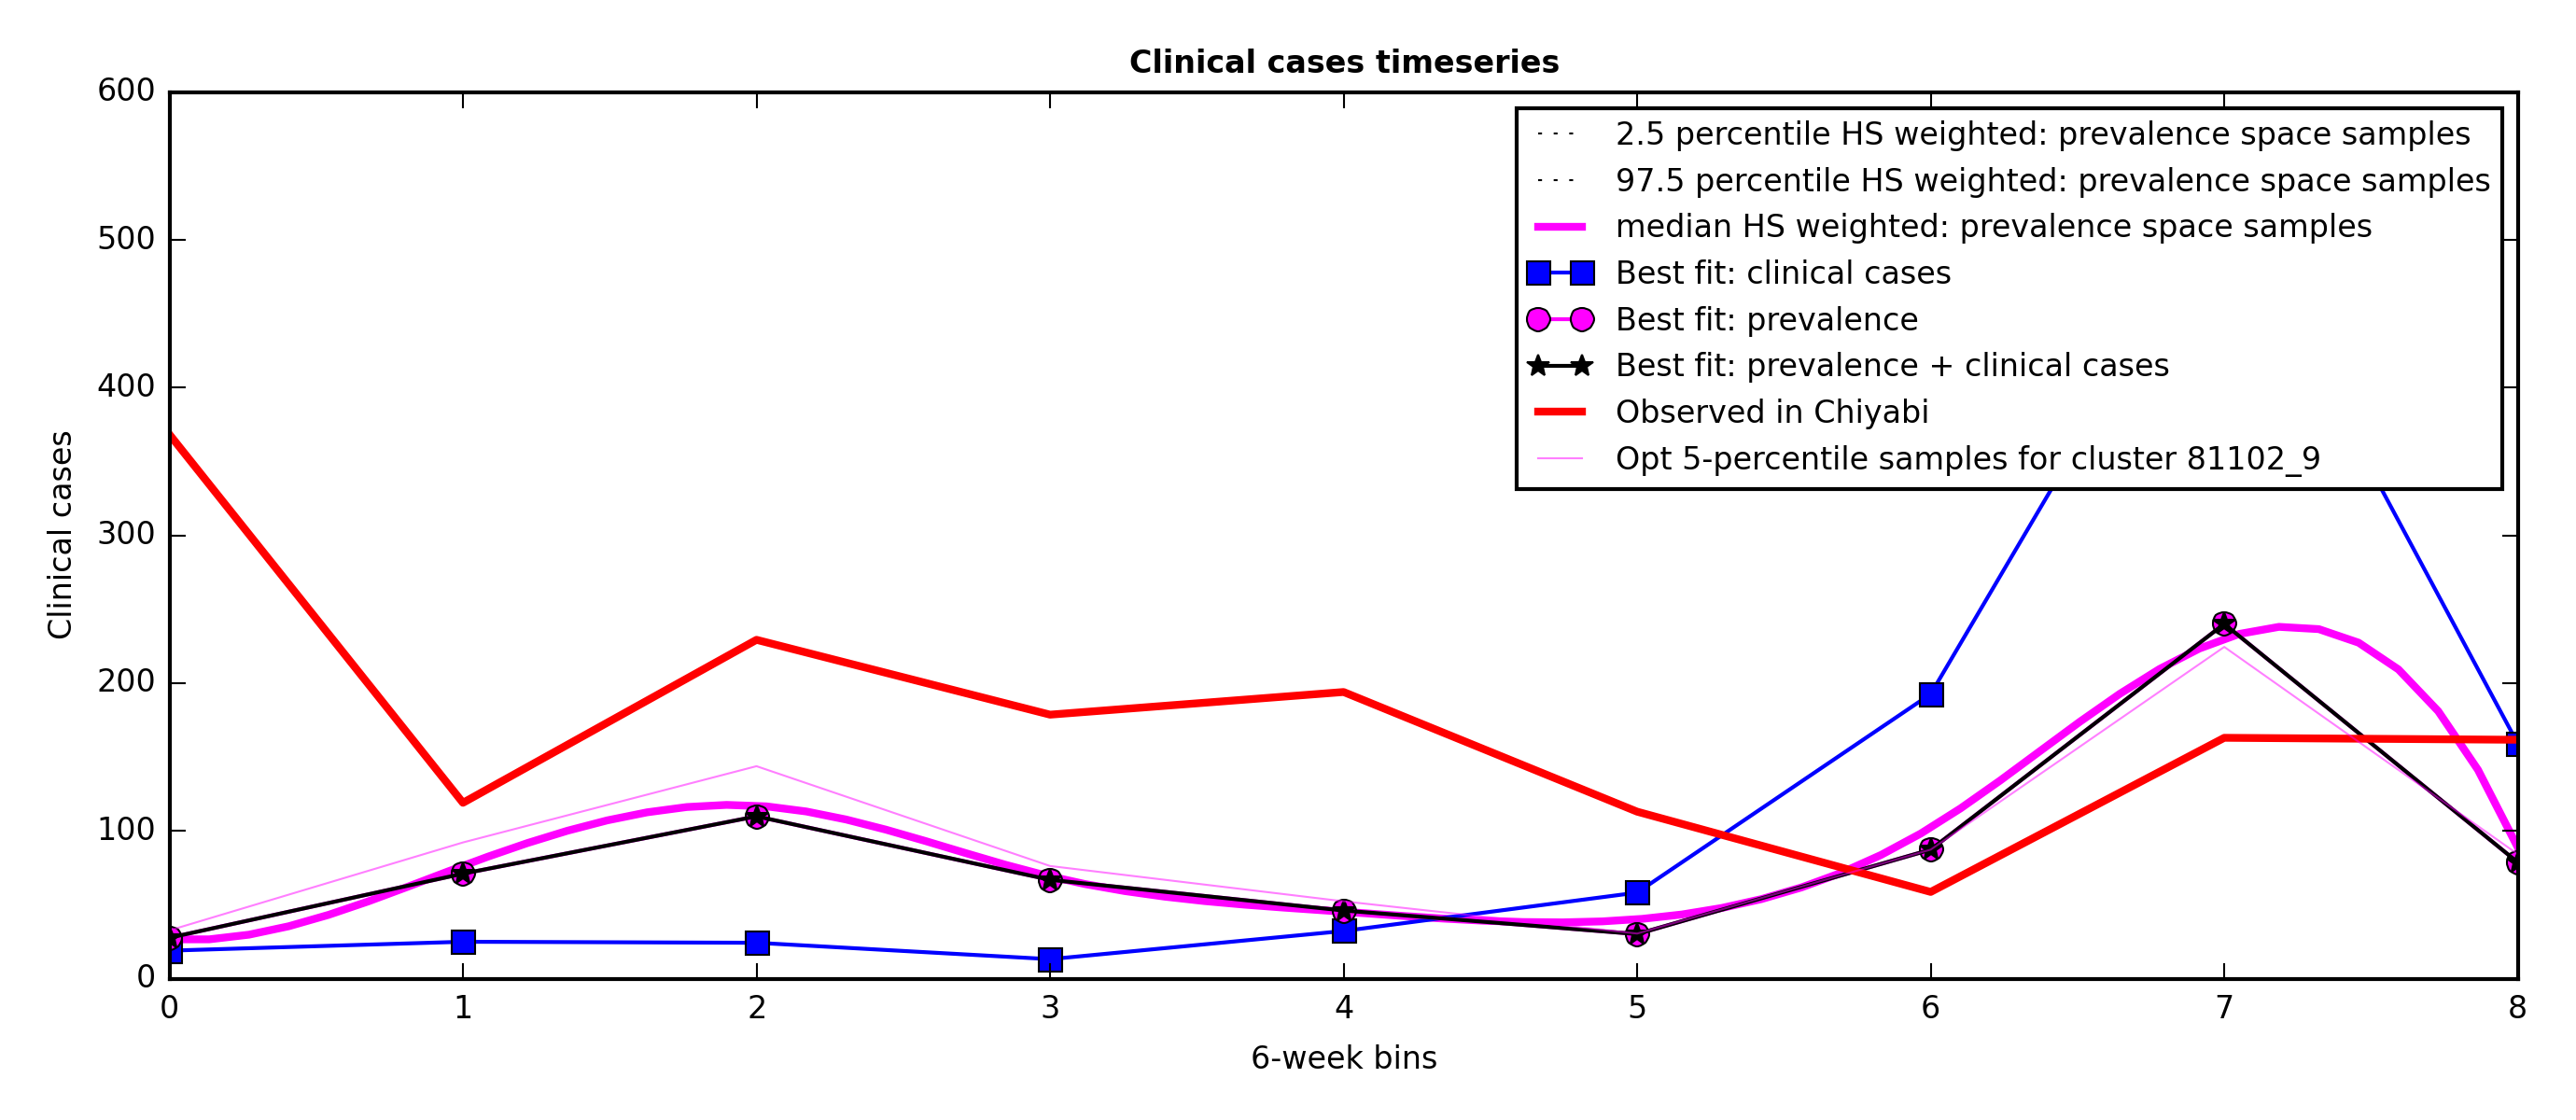 Clinical cases timeseries
600
500
400
300
200
100
0
Clinical cases
2.5 percentile HS weighted: prevalence space samples
97.5 percentile HS weighted: prevalence space samples
median HS weighted: prevalence space samples
Best fit: clinical cases
Best fit: prevalence
Best fit: prevalence + clinical cases
Observed in Chiyabi
Opt 5-percentile samples for cluster 81102_9
0 1 2 3 4 5 6 7 8
6-week bins